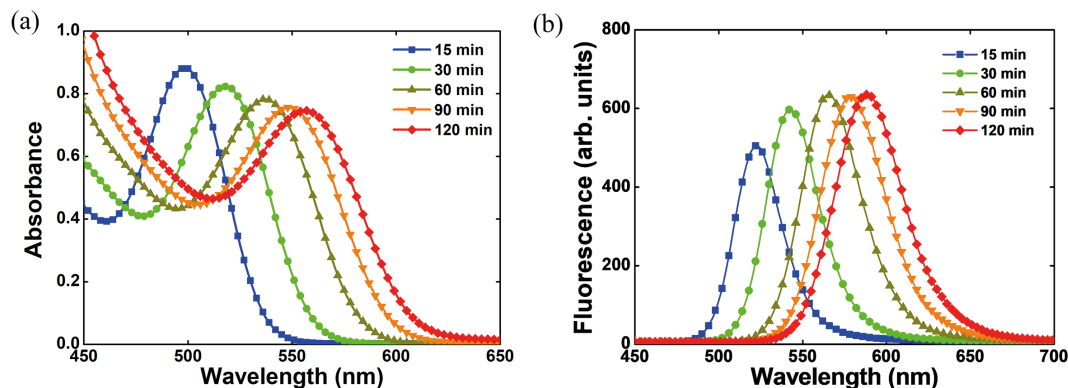 (a)
1.0
0.8
0.6
0.4
0.2
0.0
Absorbance
15 min
30 min
60 min
90 min
120 min
450
500
550
600
650
Wavelength (nm)
(b)
800
600
400
200
0
Fluorescence (arb. units)
15 min
30 min
60 min
90 min
120 min
450
500
550
600
650
700
Wavelength (nm)